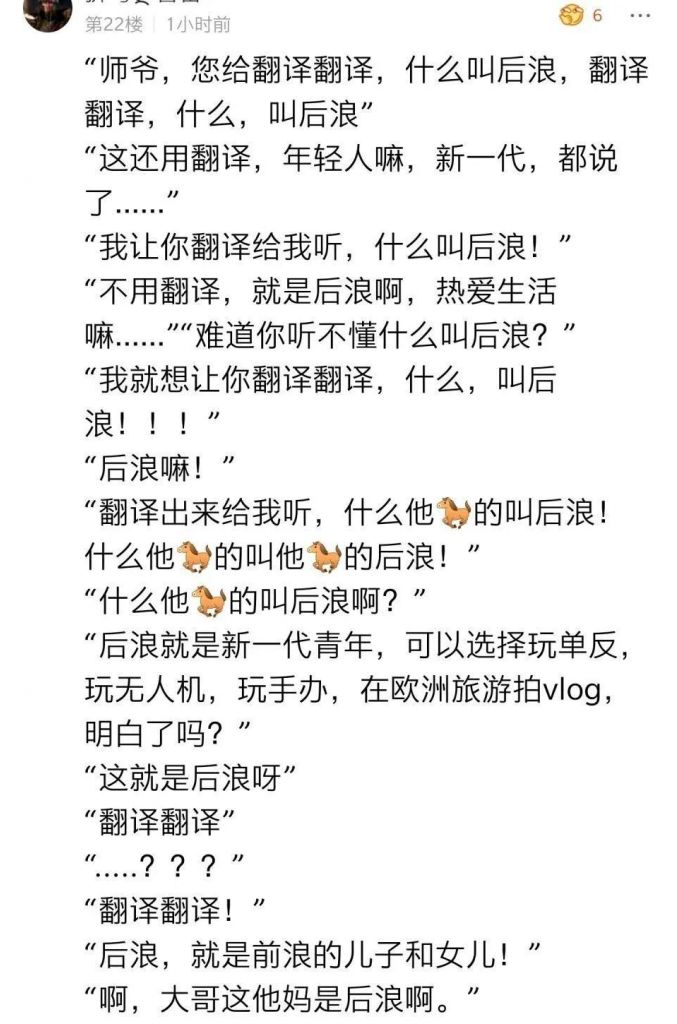 第22楼 | 1小时前
6 ...
“师爷，您给翻译翻译，什么叫后浪，翻译
翻译，什么，叫后浪”
“这还用翻译，年轻人嘛，新一代，都说
了......”
“我让你翻译给我听，什么叫后浪！”
“不用翻译，就是后浪啊，热爱生活
嘛......”“难道你听不懂什么叫后浪？”
“我就想让你翻译翻译，什么，叫后
浪！！！”
“后浪嘛！”
“翻译出来给我听，什么他🐎的叫后浪！
什么他🐎的叫他🐎的后浪！”
“什么他🐎的叫后浪啊？”
“后浪就是新一代青年，可以选择玩单反，
玩无人机，玩手办，在欧洲旅游拍vlog，
明白了吗？”
“这就是后浪呀”
“翻译翻译”
“.....？？？”
“翻译翻译！”
“后浪，就是前浪的儿子和女儿！”
“啊，大哥这他妈是后浪啊。”